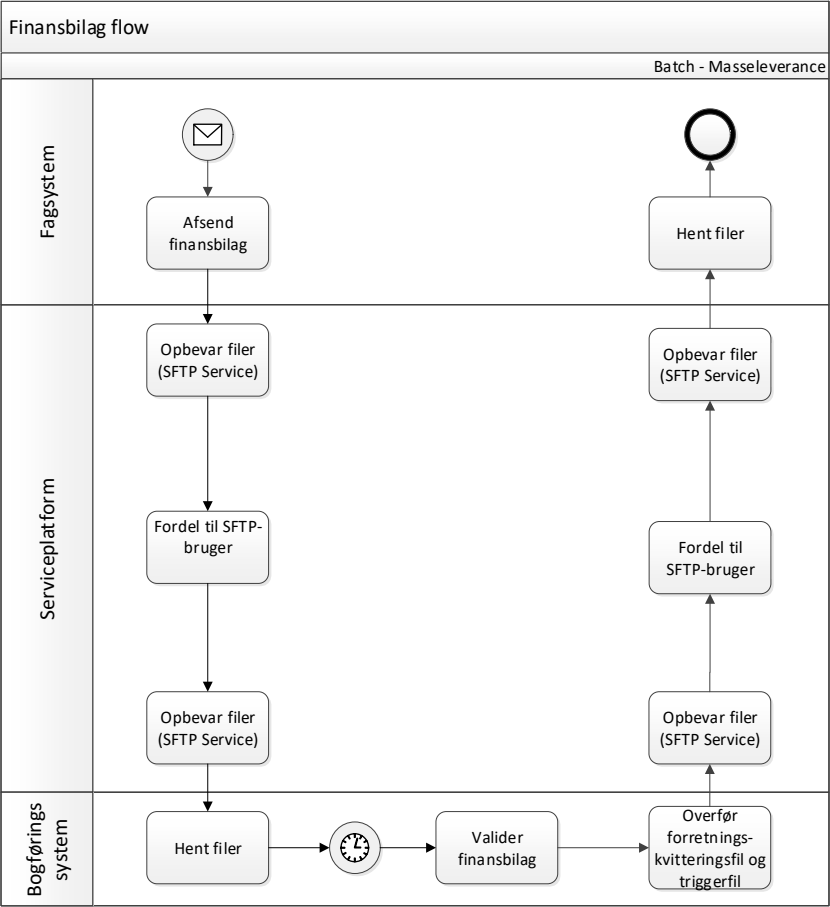 Finansbilag flow
Batch - Masseleverance
Fagsystem
Afsend
finansbilag
Hent filer
Serviceplatform
Opbevar filer
(SFTP Service)
Opbevar filer
(SFTP Service)
Fordel til SFTP-
bruger
Fordel til
SFTP-bruger
Opbevar filer
(SFTP Service)
Opbevar filer
(SFTP Service)
Bogførings
system
Hent filer
Valider
finansbilag
Overfør
forretnings-
kvitteringsfil og
triggerfil